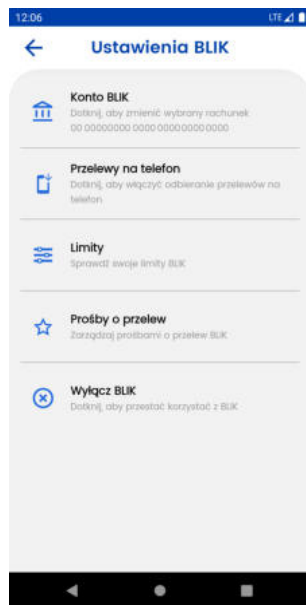 12:06
LTE
Ustawienia BLIK
Konto BLIK
Dotknij, aby zmienić wybrany rachunek
00 00000000 0000 000000000000
Przelewy na telefon
Dotknij, aby włączyć odbieranie przelewów na
telefon
Limity
Sprawdź swoje limity BLIK
Prośby o przelew
Zarządzaj prośbami o przelew BLIK
Wyłącz BLIK
Dotknij, aby przestać korzystać z BLIK